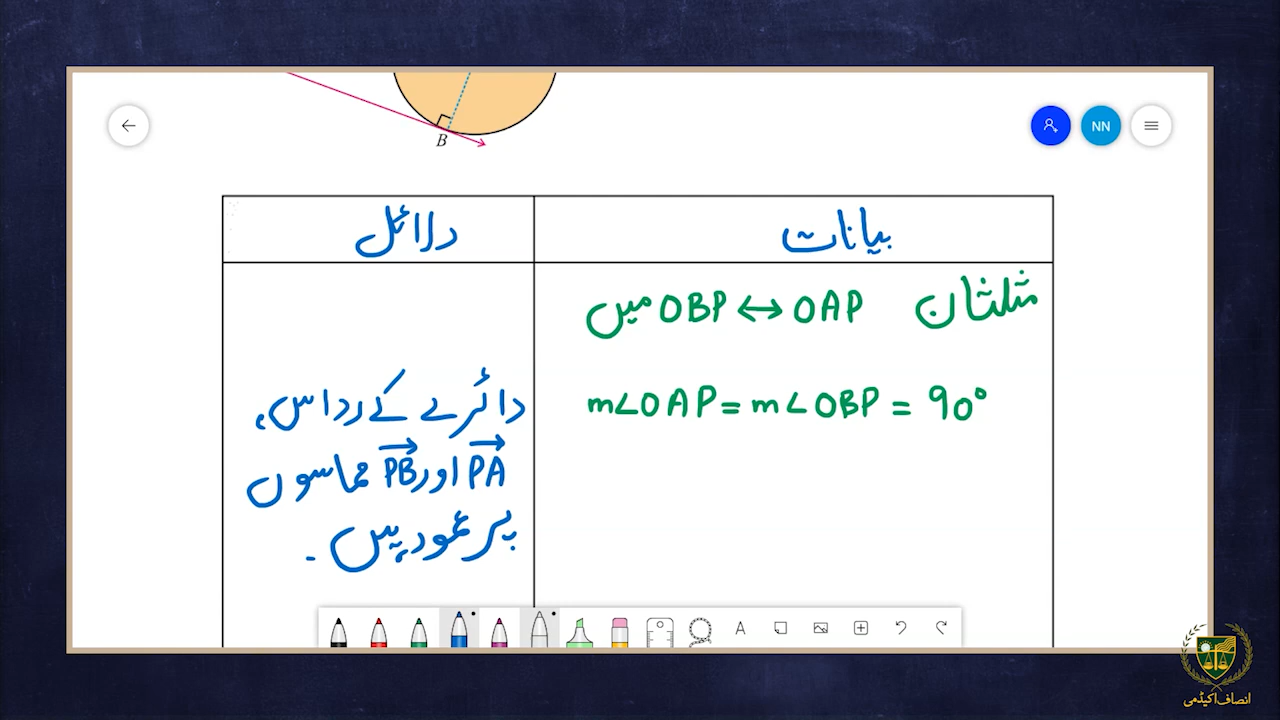 B
NN
بیانات
دلائل
مثلثان OAP ↔ OBP میں
m∠OAP = m∠OBP = 90°
دائرے کے رداس،
PA اور PB مماسوں
پر عمود ہیں۔
A
انصاف اکیڈمی